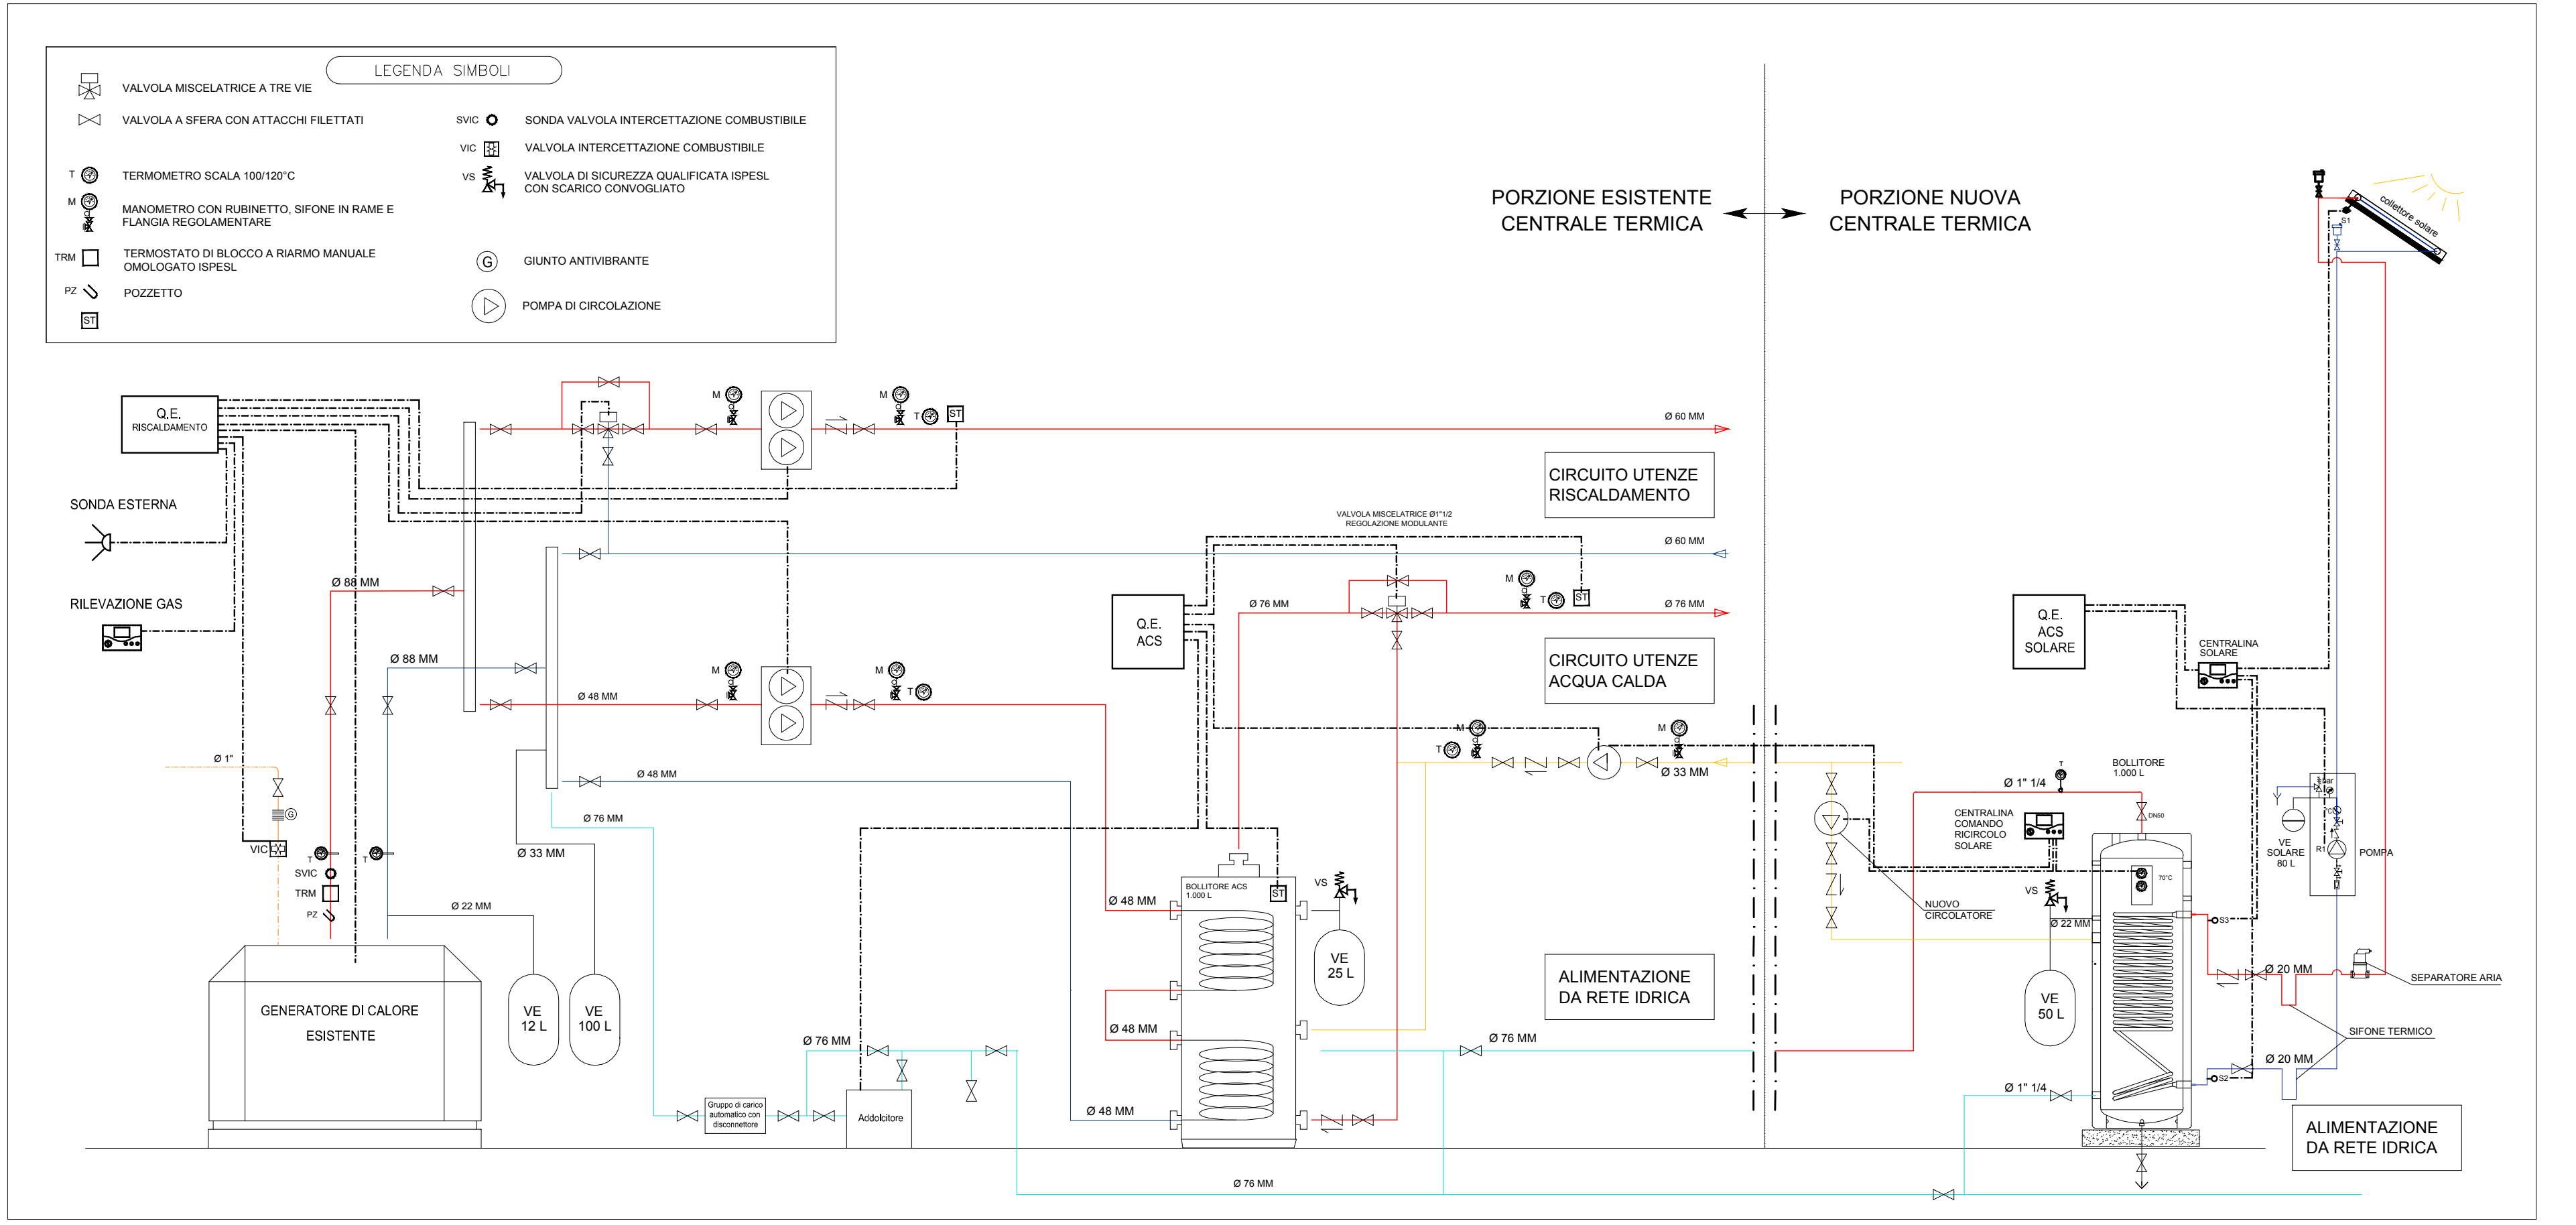 LEGENDA SIMBOLI
VALVOLA MISCELATRICE A TRE VIE
VALVOLA A SFERA CON ATTACCHI FILETTATI
T
TERMOMETRO SCALA 100/120°C
M
MANOMETRO CON RUBINETTO, SIFONE IN RAME E
FLANGIA REGOLAMENTARE
TRM
TERMOSTATO DI BLOCCO A RIARMO MANUALE
OMOLOGATO ISPESL
PZ
POZZETTO
ST
SVIC
SONDA VALVOLA INTERCETTAZIONE COMBUSTIBILE
VIC
VALVOLA INTERCETTAZIONE COMBUSTIBILE
VS
VALVOLA DI SICUREZZA QUALIFICATA ISPESL
CON SCARICO CONVOGLIATO
G
GIUNTO ANTIVIBRANTE
POMPA DI CIRCOLAZIONE
PORZIONE ESISTENTE
CENTRALE TERMICA
PORZIONE NUOVA
CENTRALE TERMICA
collettore solare
S1
Q.E.
RISCALDAMENTO
SONDA ESTERNA
RILEVAZIONE GAS
M
M
T
ST
Ø 60 MM
CIRCUITO UTENZE
RISCALDAMENTO
VALVOLA MISCELATRICE Ø1"1/2
REGOLAZIONE MODULANTE
Ø 60 MM
Ø 88 MM
Ø 88 MM
Ø 76 MM
M
T
ST
Ø 76 MM
Q.E.
ACS
CIRCUITO UTENZE
ACQUA CALDA
Q.E.
ACS
SOLARE
CENTRALINA
SOLARE
M
M
T
Ø 48 MM
Ø 48 MM
Ø 1"
G
VIC
T
T
SVIC
TRM
PZ
Ø 76 MM
Ø 33 MM
Ø 22 MM
M
T
M
Ø 33 MM
GENERATORE DI CALORE
ESISTENTE
VE
12 L
VE
100 L
BOLLITORE ACS
1.000 L
ST
VS
VE
25 L
Ø 48 MM
Ø 48 MM
Ø 48 MM
Ø 76 MM
Gruppo di carico
automatico con
disconnettore
Addolcitore
ALIMENTAZIONE
DA RETE IDRICA
Ø 76 MM
Ø 76 MM
T
BOLLITORE
1.000 L
Ø 1" 1/4
DN50
CENTRALINA
COMANDO
RICIRCOLO
SOLARE
NUOVO
CIRCOLATORE
VS
Ø 22 MM
VE
50 L
70°C
VE
SOLARE
80 L
R1
POMPA
S3
Ø 20 MM
SEPARATORE ARIA
SIFONE TERMICO
Ø 20 MM
S2
Ø 1" 1/4
ALIMENTAZIONE
DA RETE IDRICA